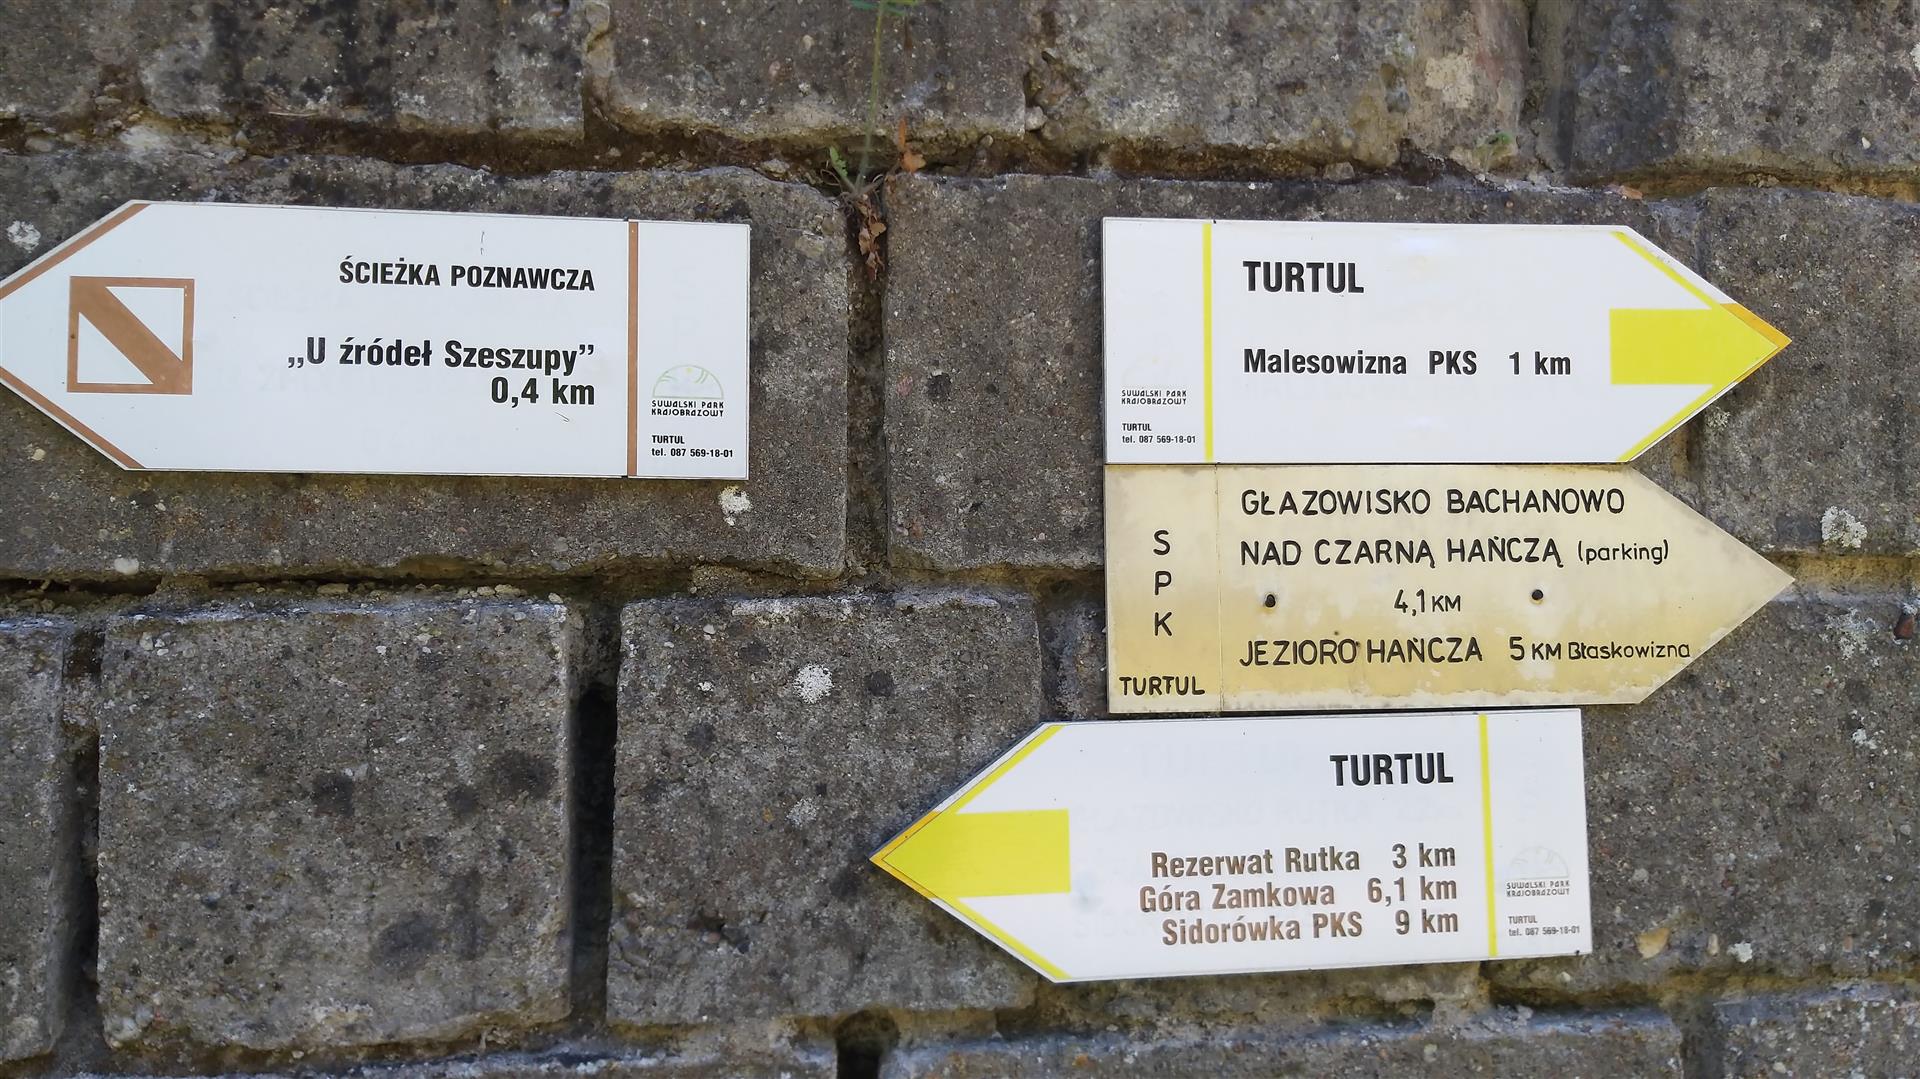 ŚCIEŻKA POZNAWCZA
„U źródeł Szeszupy”
0,4 km
SUWALSKI PARK
KRAJOBRAZOWY
TURTUL
tel. 087 569-18-01
TURTUL
Malesowizna PKS 1 km
SUWALSKI PARK
KRAJOBRAZOWY
TURTUL
tel. 087 569-18-01
GŁAZOWISKO BACHANOWO
NAD CZARNĄ HAŃCZĄ (parking)
4,1 KM
JEZIORO HAŃCZA 5 KM Błaskowizna
S
P
K
TURTUL
TURTUL
Rezerwat Rutka 3 km
Góra Zamkowa 6,1 km
Sidorówka PKS 9 km
SUWALSKI PARK
KRAJOBRAZOWY
TURTUL
tel. 087 569-18-01